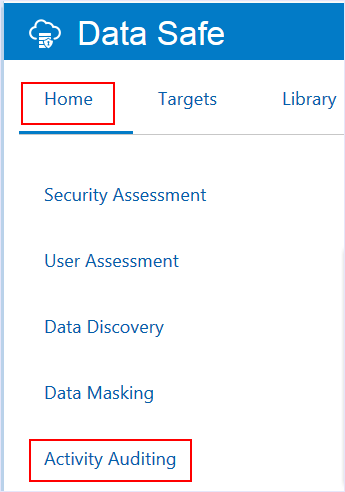 Data Safe
Home Targets Library
Security Assessment
User Assessment
Data Discovery
Data Masking
Activity Auditing